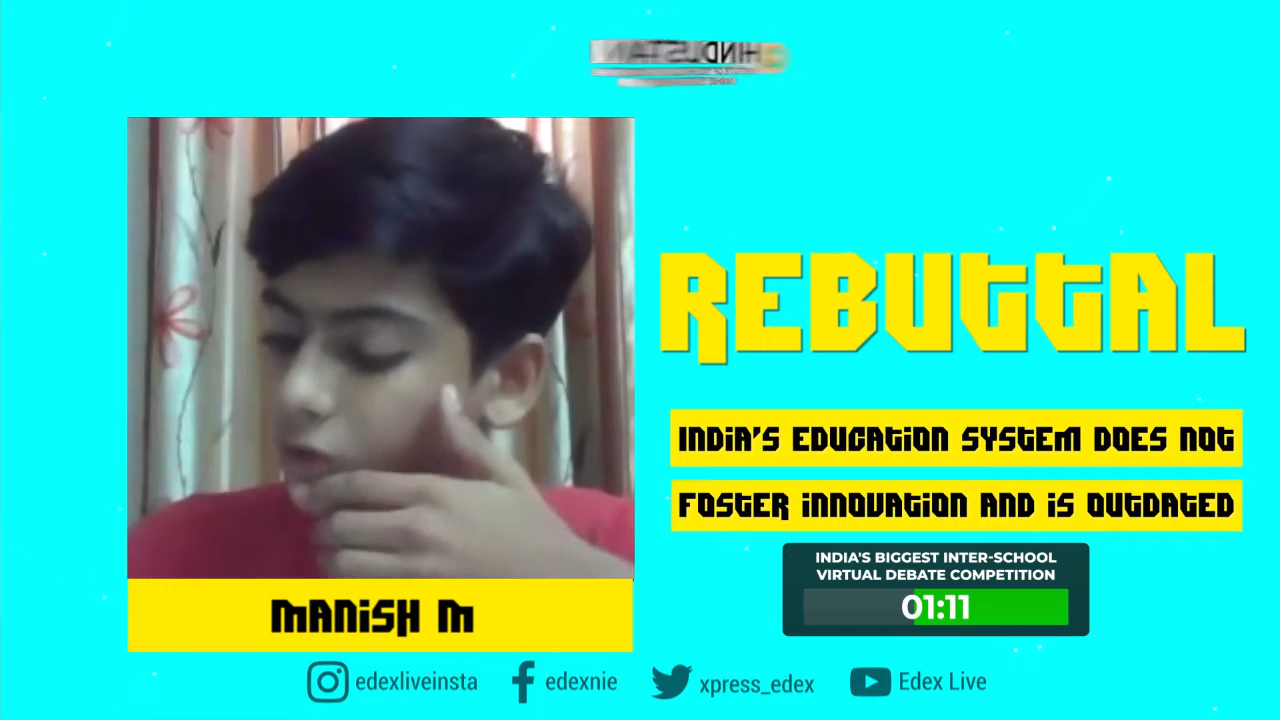 HINDUSTAN
REBUTTAL
INDIA'S EDUCATION SYSTEM DOES NOT
FOSTER INNOVATION AND IS OUTDATED
INDIA'S BIGGEST INTER-SCHOOL
VIRTUAL DEBATE COMPETITION
01:11
MANISH M
edexliveinsta
edexnie
xpress_edex
Edex Live